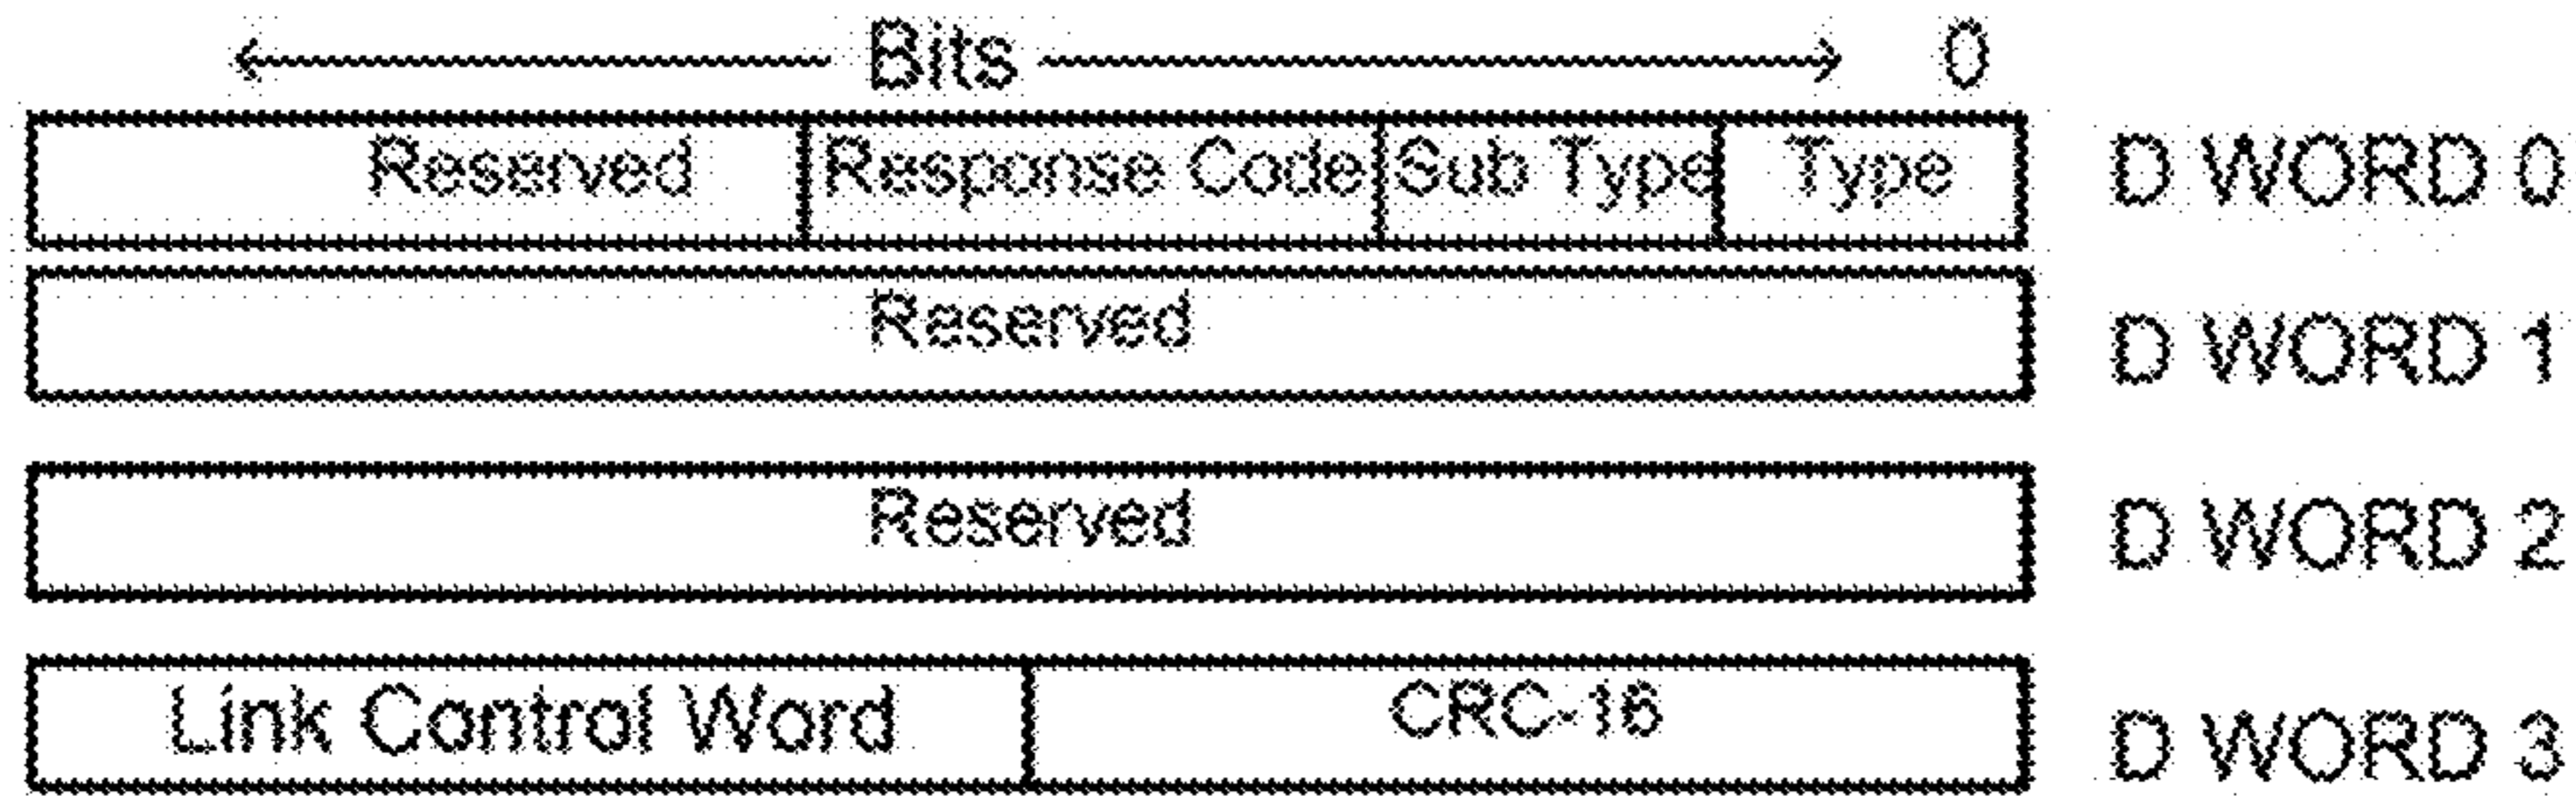 Bits 0
Reserved Response Code Sub Type Type D WORD 0
Reserved D WORD 1
Reserved D WORD 2
Link Control Word CRC-16 D WORD 3